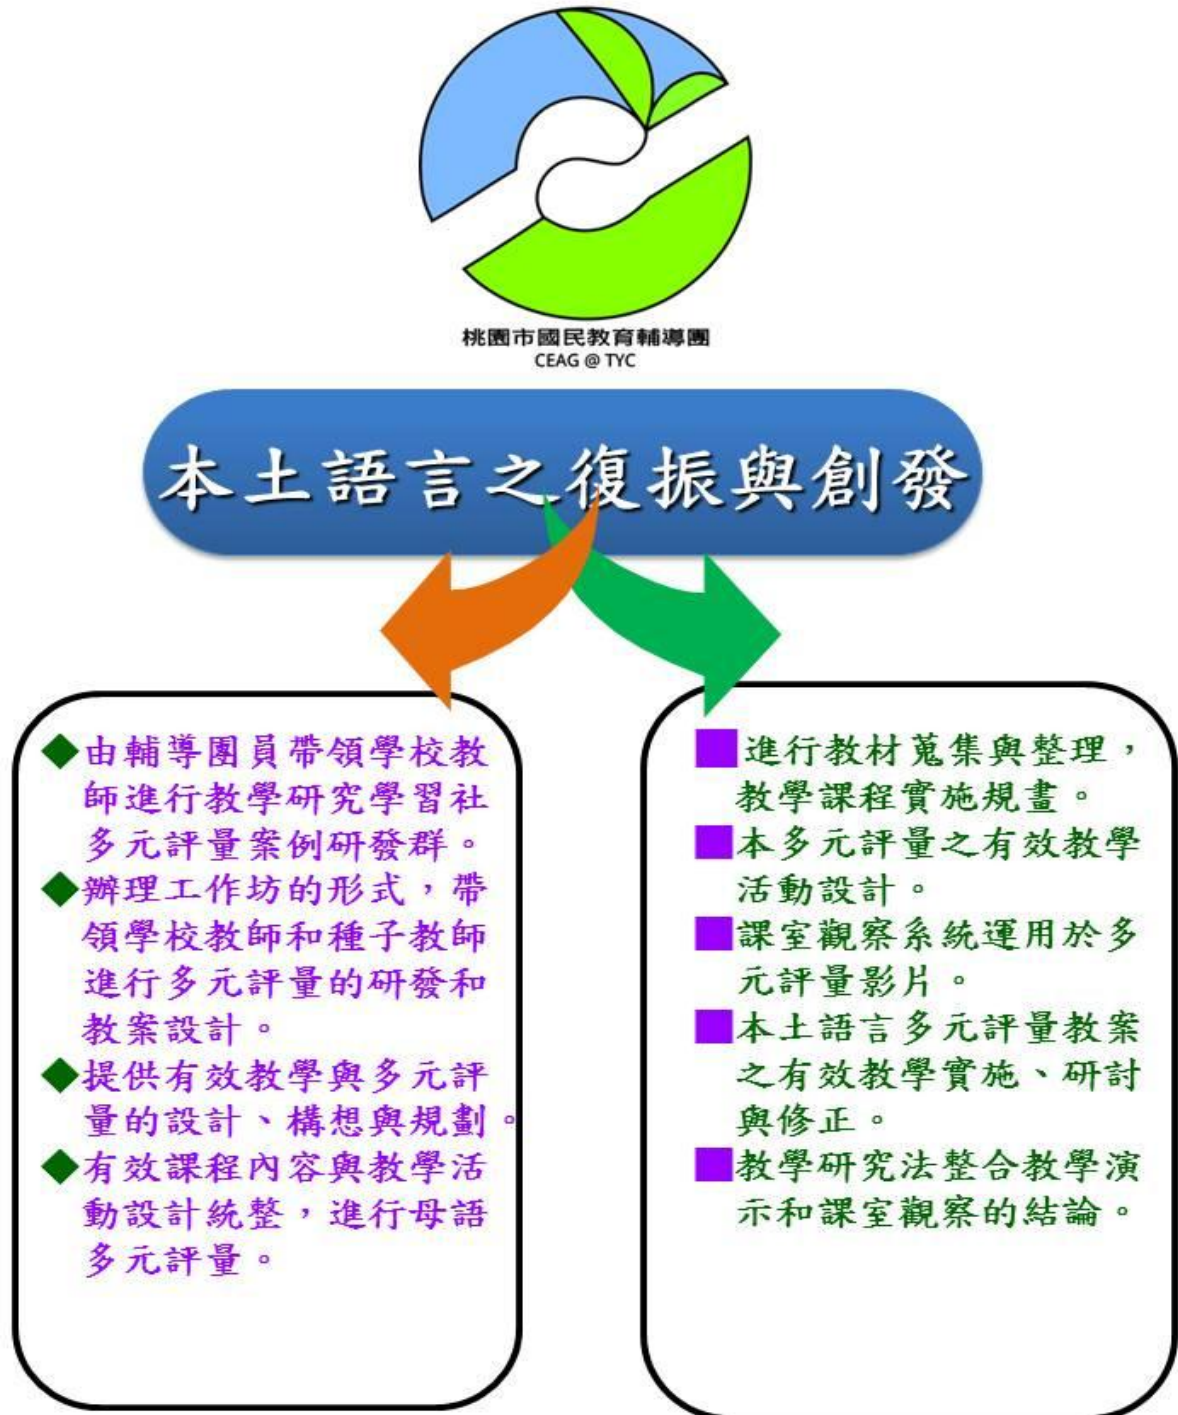 桃園市國民教育輔導團
CEAG @ TYC
本土語言之復振與創發
由輔導團員帶領學校教
師進行教學研究學習社
多元評量案例研發群。
辦理工作坊的形式，帶
領學校教師和種子教師
進行多元評量的研發和
教案設計。
提供有效教學與多元評
量的設計、構想與規劃。
有效課程內容與教學活
動設計統整，進行母語
多元評量。
進行教材蒐集與整理，
教學課程實施規畫。
本多元評量之有效教學
活動設計。
課室觀察系統運用於多
元評量影片。
本土語言多元評量教案
之有效教學實施、研討
與修正。
教學研究法整合教學演
示和課室觀察的結論。